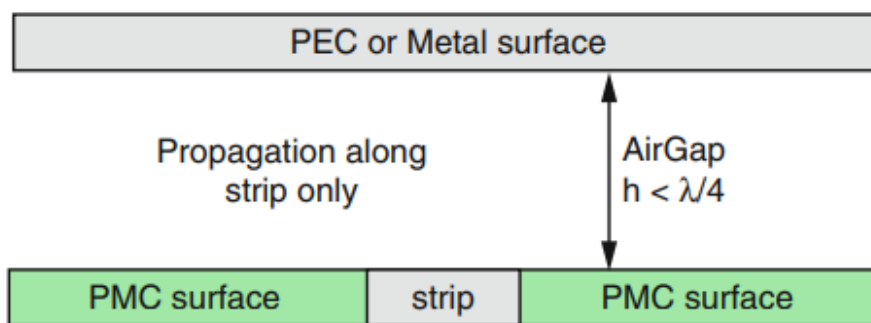 PEC or Metal surface
Propagation along
strip only
AirGap
h < λ/4
PMC surface
strip
PMC surface